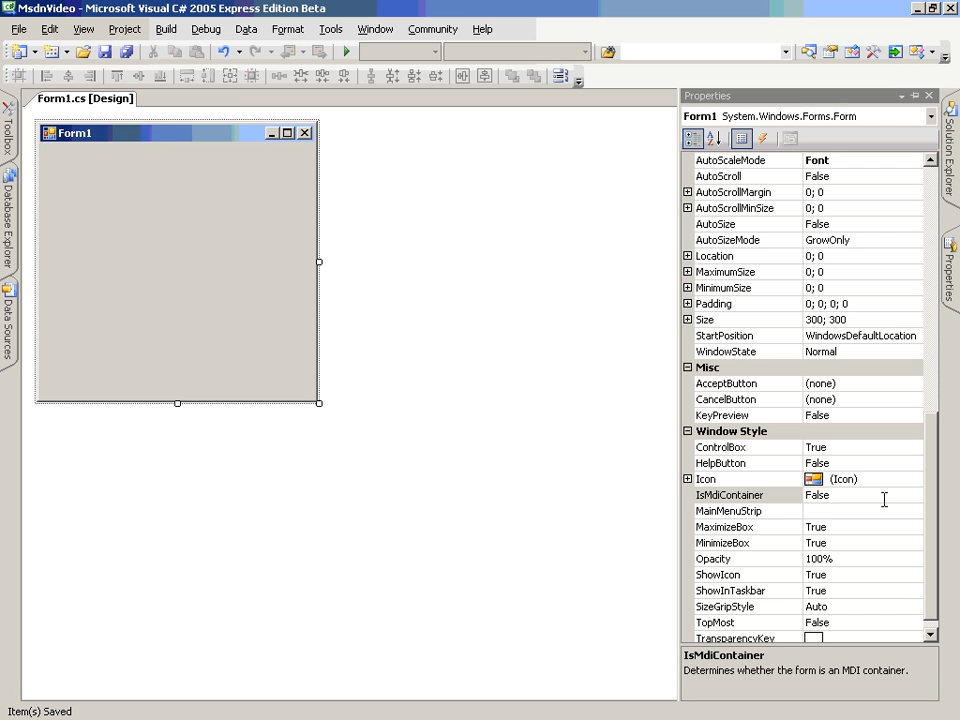 MsdnVideo - Microsoft Visual C# 2005 Express Edition Beta
File Edit View Project Build Debug Data Format Tools Window Community Help
Form1.cs [Design]
Form1
Toolbox
Database Explorer
Data Sources
Properties
Form1 System.Windows.Forms.Form
AutoScaleMode Font
AutoScroll False
AutoScrollMargin 0; 0
AutoScrollMinSize 0; 0
AutoSize False
AutoSizeMode GrowOnly
Location 0; 0
MaximumSize 0; 0
MinimumSize 0; 0
Padding 0; 0; 0; 0
Size 300; 300
StartPosition WindowsDefaultLocation
WindowState Normal
Misc
AcceptButton (none)
CancelButton (none)
KeyPreview False
Window Style
ControlBox True
HelpButton False
Icon (Icon)
IsMdiContainer False
MainMenuStrip
MaximizeBox True
MinimizeBox True
Opacity 100%
ShowIcon True
ShowInTaskbar True
SizeGripStyle Auto
TopMost False
TransparencyKey
IsMdiContainer
Determines whether the form is an MDI container.
Solution Explorer
Properties
Item(s) Saved